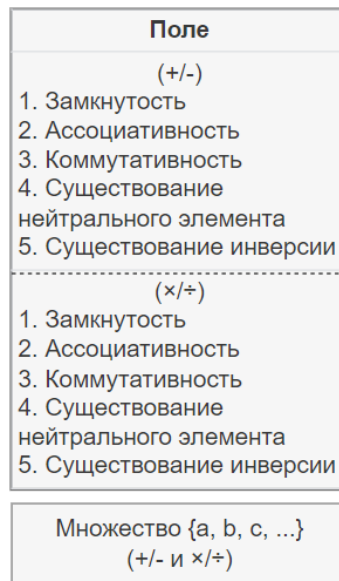 Поле
(+/-)
1. Замкнутость
2. Ассоциативность
3. Коммутативность
4. Существование
нейтрального элемента
5. Существование инверсии
(×/÷)
1. Замкнутость
2. Ассоциативность
3. Коммутативность
4. Существование
нейтрального элемента
5. Существование инверсии
Множество {a, b, c, ...}
(+/- и ×/÷)